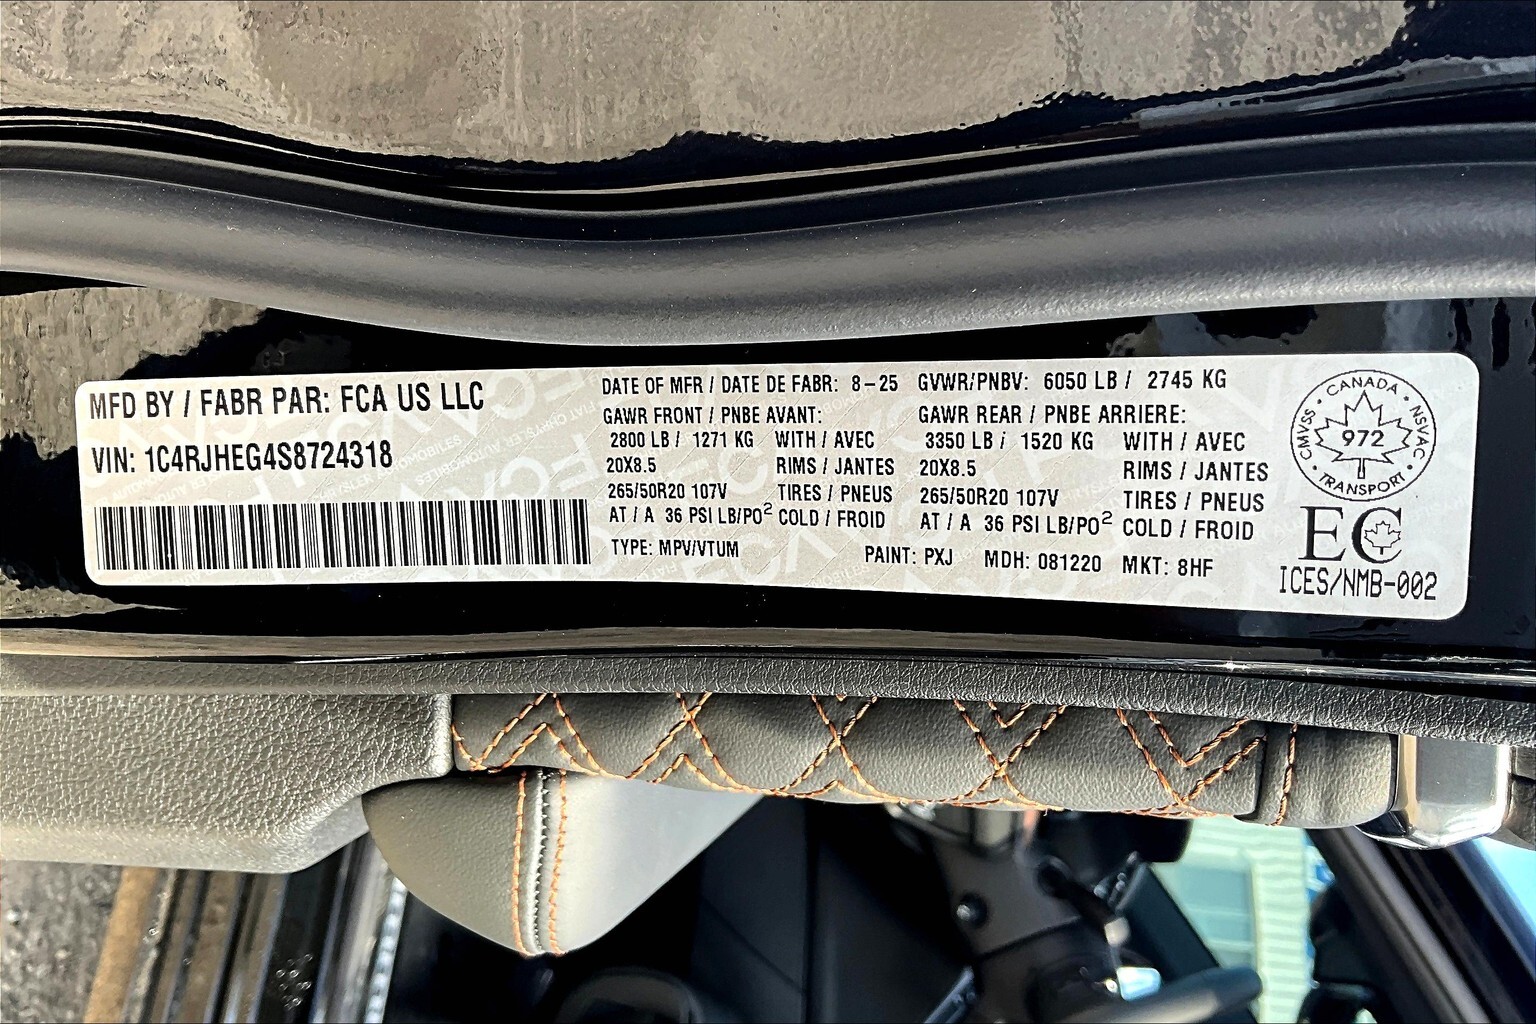 MFD BY / FABR PAR: FCA US LLC
VIN: 1C4RJHEG4S8724318
DATE OF MFR / DATE DE FABR: 8-25 GVWR/PNBV: 6050 LB / 2745 KG
GAWR FRONT / PNBE AVANT:
2800 LB / 1271 KG WITH / AVEC
20X8.5 RIMS / JANTES
265/50R20 107V TIRES / PNEUS
AT / A 36 PSI LB/PO² COLD / FROID
GAWR REAR / PNBE ARRIERE:
3350 LB / 1520 KG WITH / AVEC
20X8.5 RIMS / JANTES
265/50R20 107V TIRES / PNEUS
AT / A 36 PSI LB/PO² COLD / FROID
TYPE: MPV/VTUM PAINT: PXJ MDH: 081220 MKT: 8HF
CANADA
CMVSS · NSVAC
972
· TRANSPORT ·
EC
ICES/NMB-002